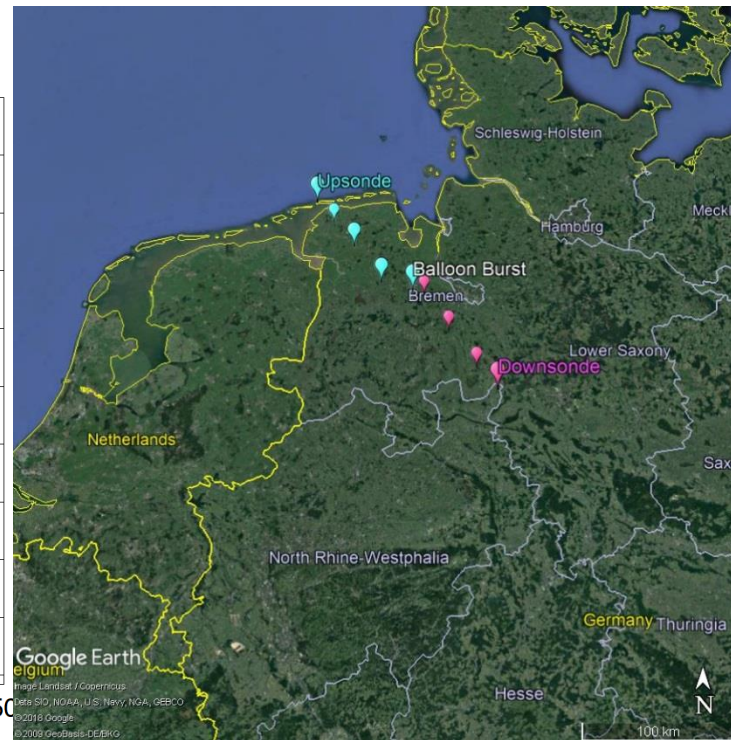 Schleswig-Holstein
Upsonde
Meckl
Hamburg
Balloon Burst
Bremen
Lower Saxony
Downsonde
Netherlands
Sax
North Rhine-Westphalia
Germany
Thuringia
Google Earth
elgium
Image Landsat / Copernicus
Data SIO, NOAA, U.S. Navy, NGA, GEBCO
©2018 Google
©2009 GeoBasis-DE/BKG
Hesse
N
100 km
50